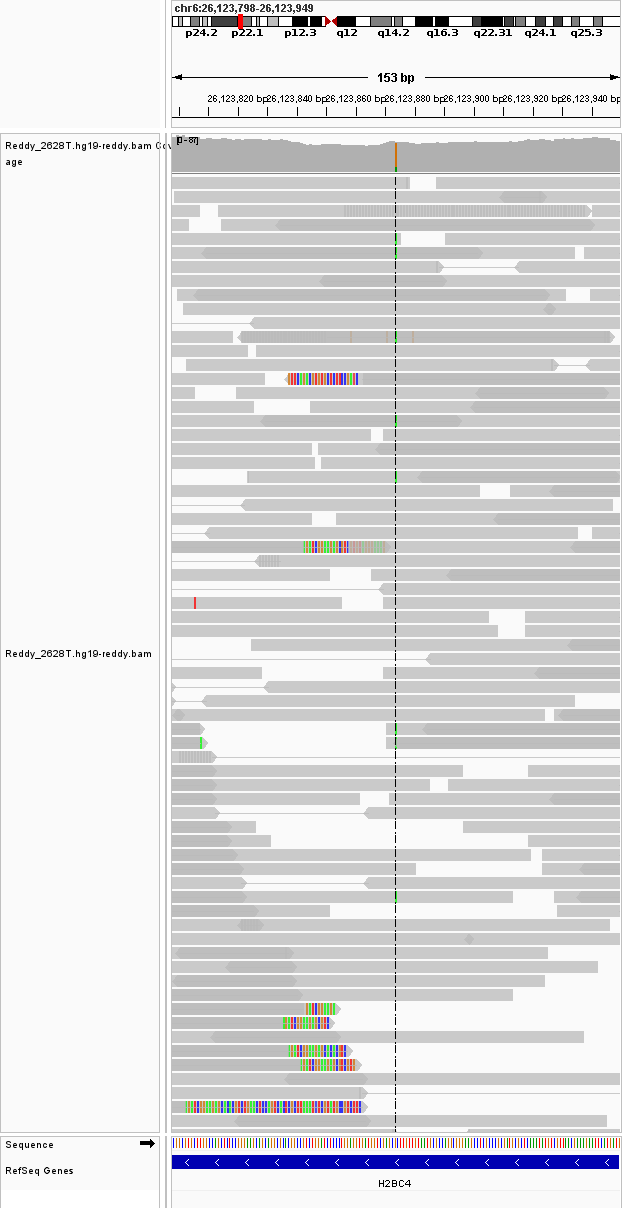 chr6:26,123,798-26,123,949
p24.2 p22.1 p12.3 q12 q14.2 q16.3 q22.31 q24.1 q25.3
153 bp
26,123,820 bp 26,123,840 bp 26,123,860 bp 26,123,880 bp 26,123,900 bp 26,123,920 bp 26,123,940 bp
Reddy_2628T.hg19-reddy.bam Cov
age
[0 - 87]
Reddy_2628T.hg19-reddy.bam
Sequence
RefSeq Genes
H2BC4